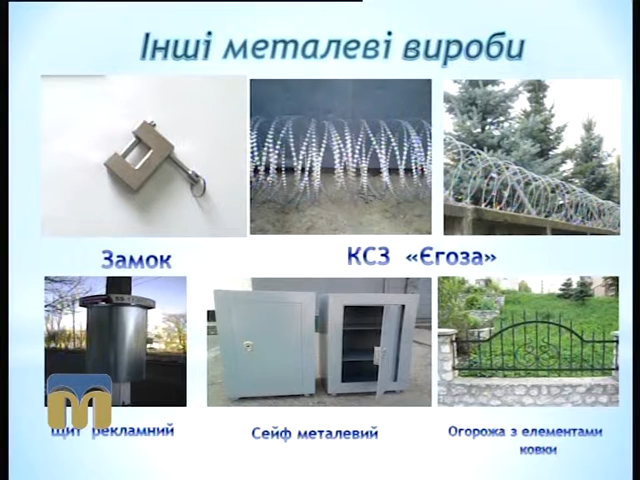 Інші металеві вироби
Замок
КСЗ «Єгоза»
Щит рекламний
Сейф металевий
Огорожа з елементами
ковки